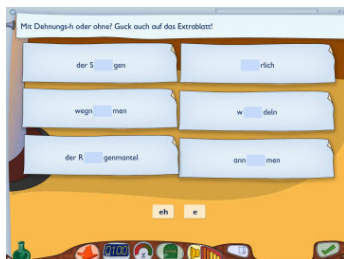 Mit Dehnungs-h oder ohne? Guck auch auf das Extrablatt!
der S gen
rlich
wegn men
w deln
der R genmantel
ann men
eh e